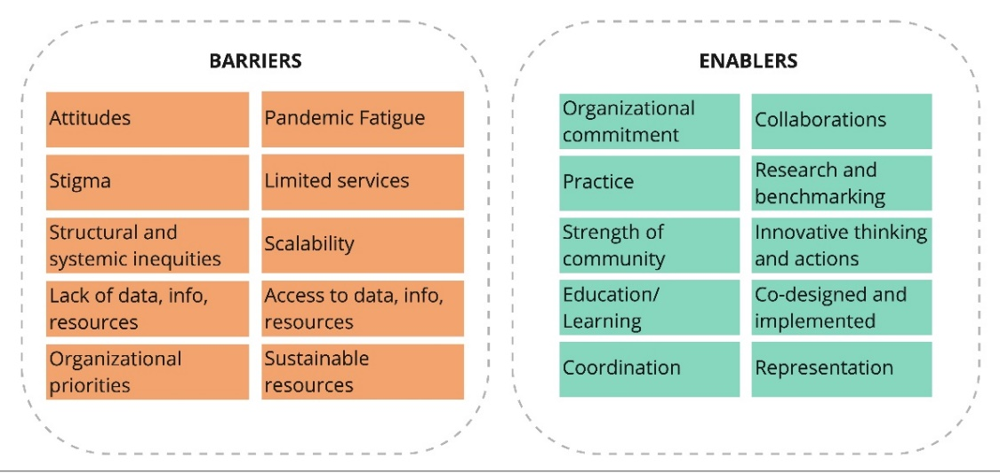 BARRIERS
Attitudes
Pandemic Fatigue
Stigma
Limited services
Structural and
systemic inequities
Scalability
Lack of data, info,
resources
Access to data, info,
resources
Organizational
priorities
Sustainable
resources
ENABLERS
Organizational
commitment
Collaborations
Practice
Research and
benchmarking
Strength of
community
Innovative thinking
and actions
Education/
Learning
Co-designed and
implemented
Coordination
Representation